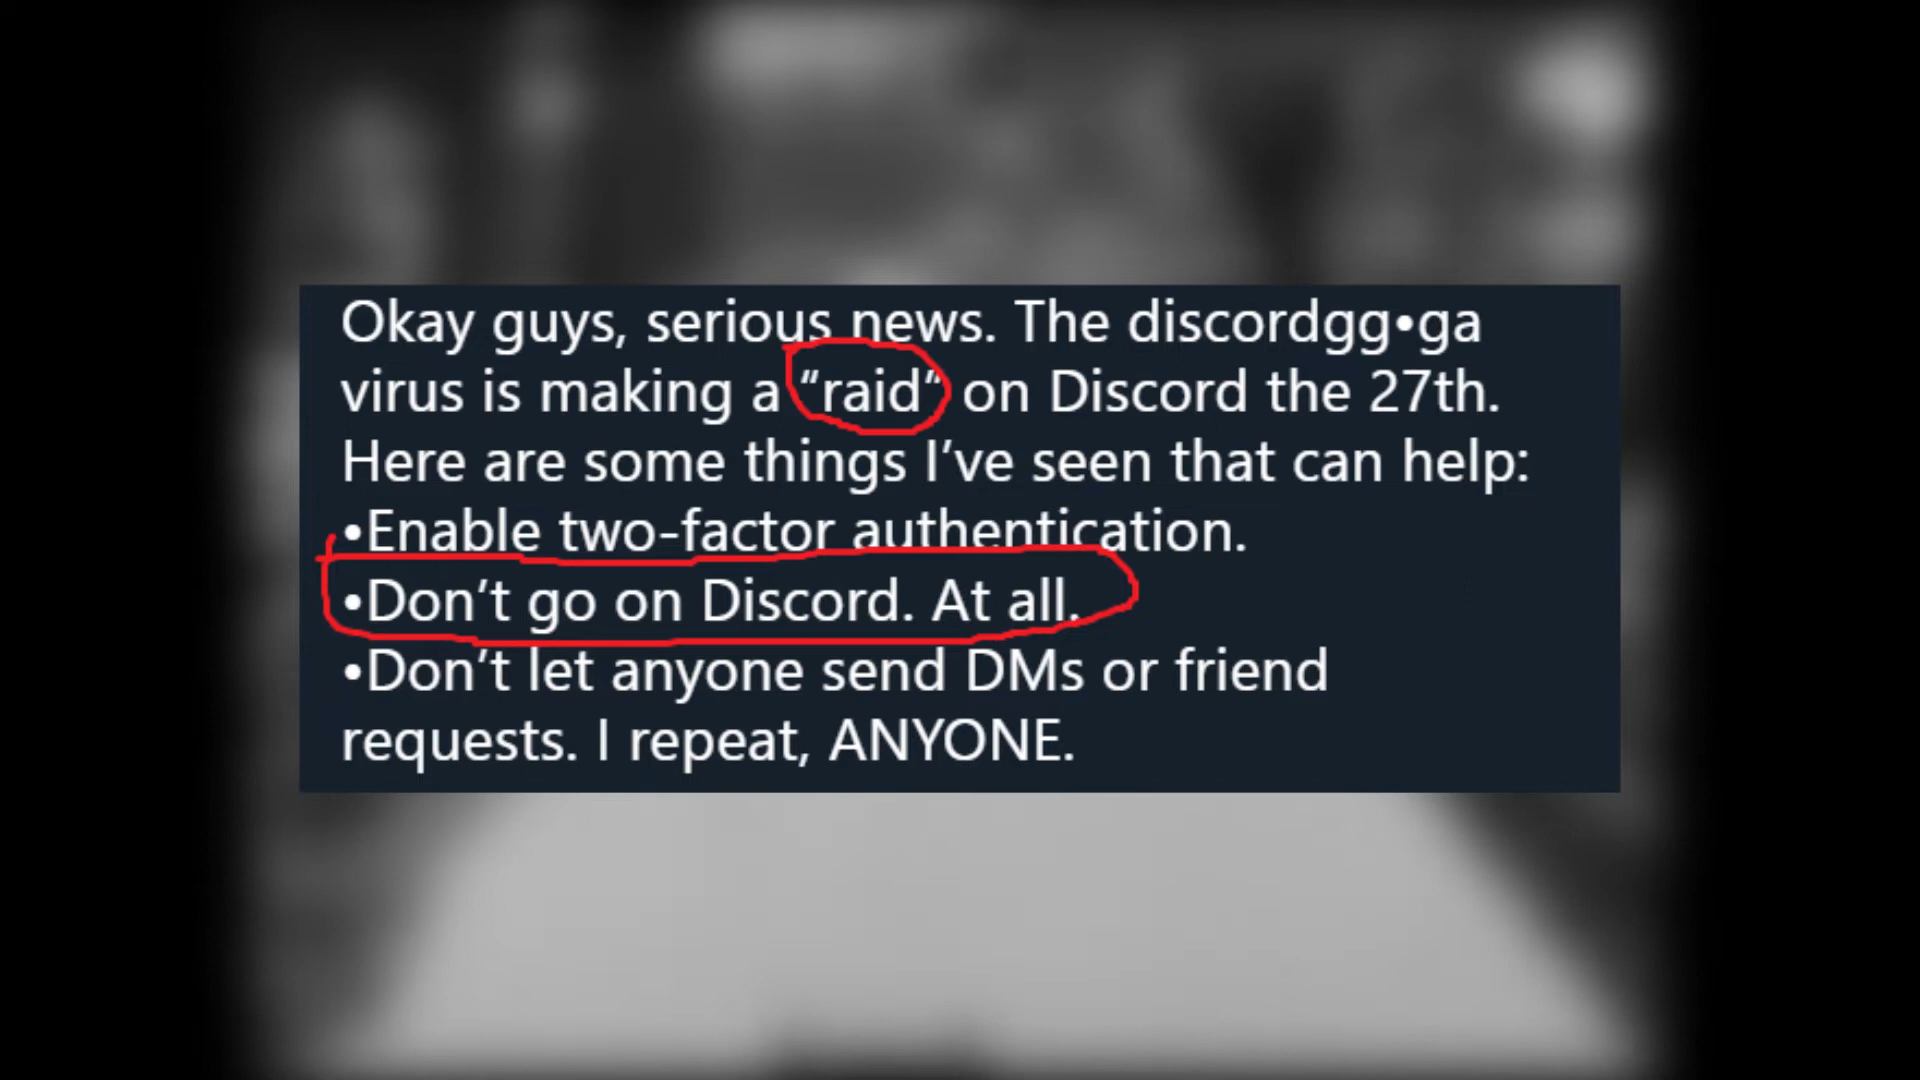 Okay guys, serious news. The discordgg•ga
virus is making a “raid“ on Discord the 27th.
Here are some things I’ve seen that can help:
•Enable two-factor authentication.
•Don’t go on Discord. At all.
•Don’t let anyone send DMs or friend
requests. I repeat, ANYONE.